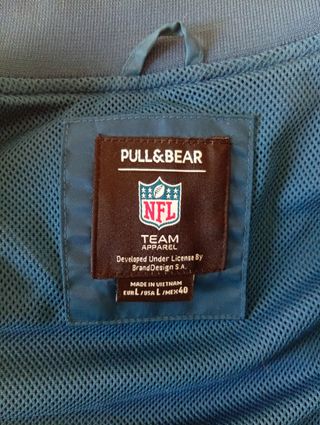 PULL&BEAR
NFL
TEAM
APPAREL
Developed Under License By
BrandDesign S.A.
MADE IN VIETNAM
EUR L / USA L / MEX 40